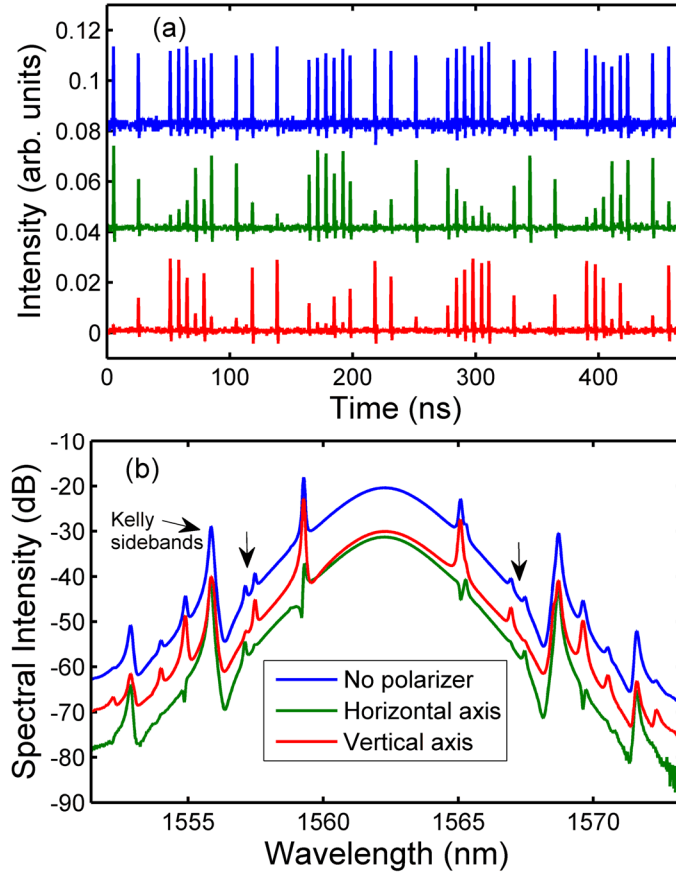 (a)
Intensity (arb. units)
0.12
0.1
0.08
0.06
0.04
0.02
0
0 100 200 300 400
Time (ns)
(b)
Spectral Intensity (dB)
-10
-20
-30
-40
-50
-60
-70
-80
-90
Kelly
sidebands
No polarizer
Horizontal axis
Vertical axis
1555 1560 1565 1570
Wavelength (nm)